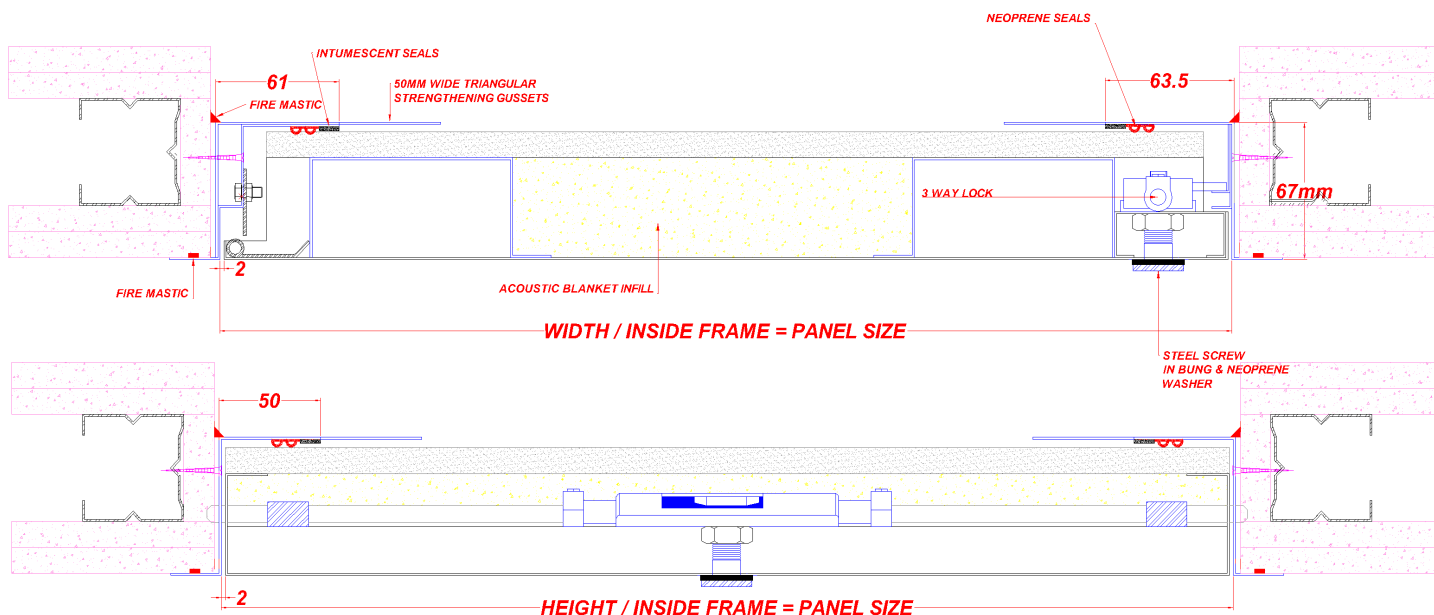 NEOPRENE SEALS
INTUMESCENT SEALS
61
50MM WIDE TRIANGULAR
STRENGTHENING GUSSETS
63.5
FIRE MASTIC
3 WAY LOCK
67mm
2
FIRE MASTIC
ACOUSTIC BLANKET INFILL
WIDTH / INSIDE FRAME = PANEL SIZE
STEEL SCREW
IN BUNG & NEOPRENE
WASHER
50
2
HEIGHT / INSIDE FRAME = PANEL SIZE